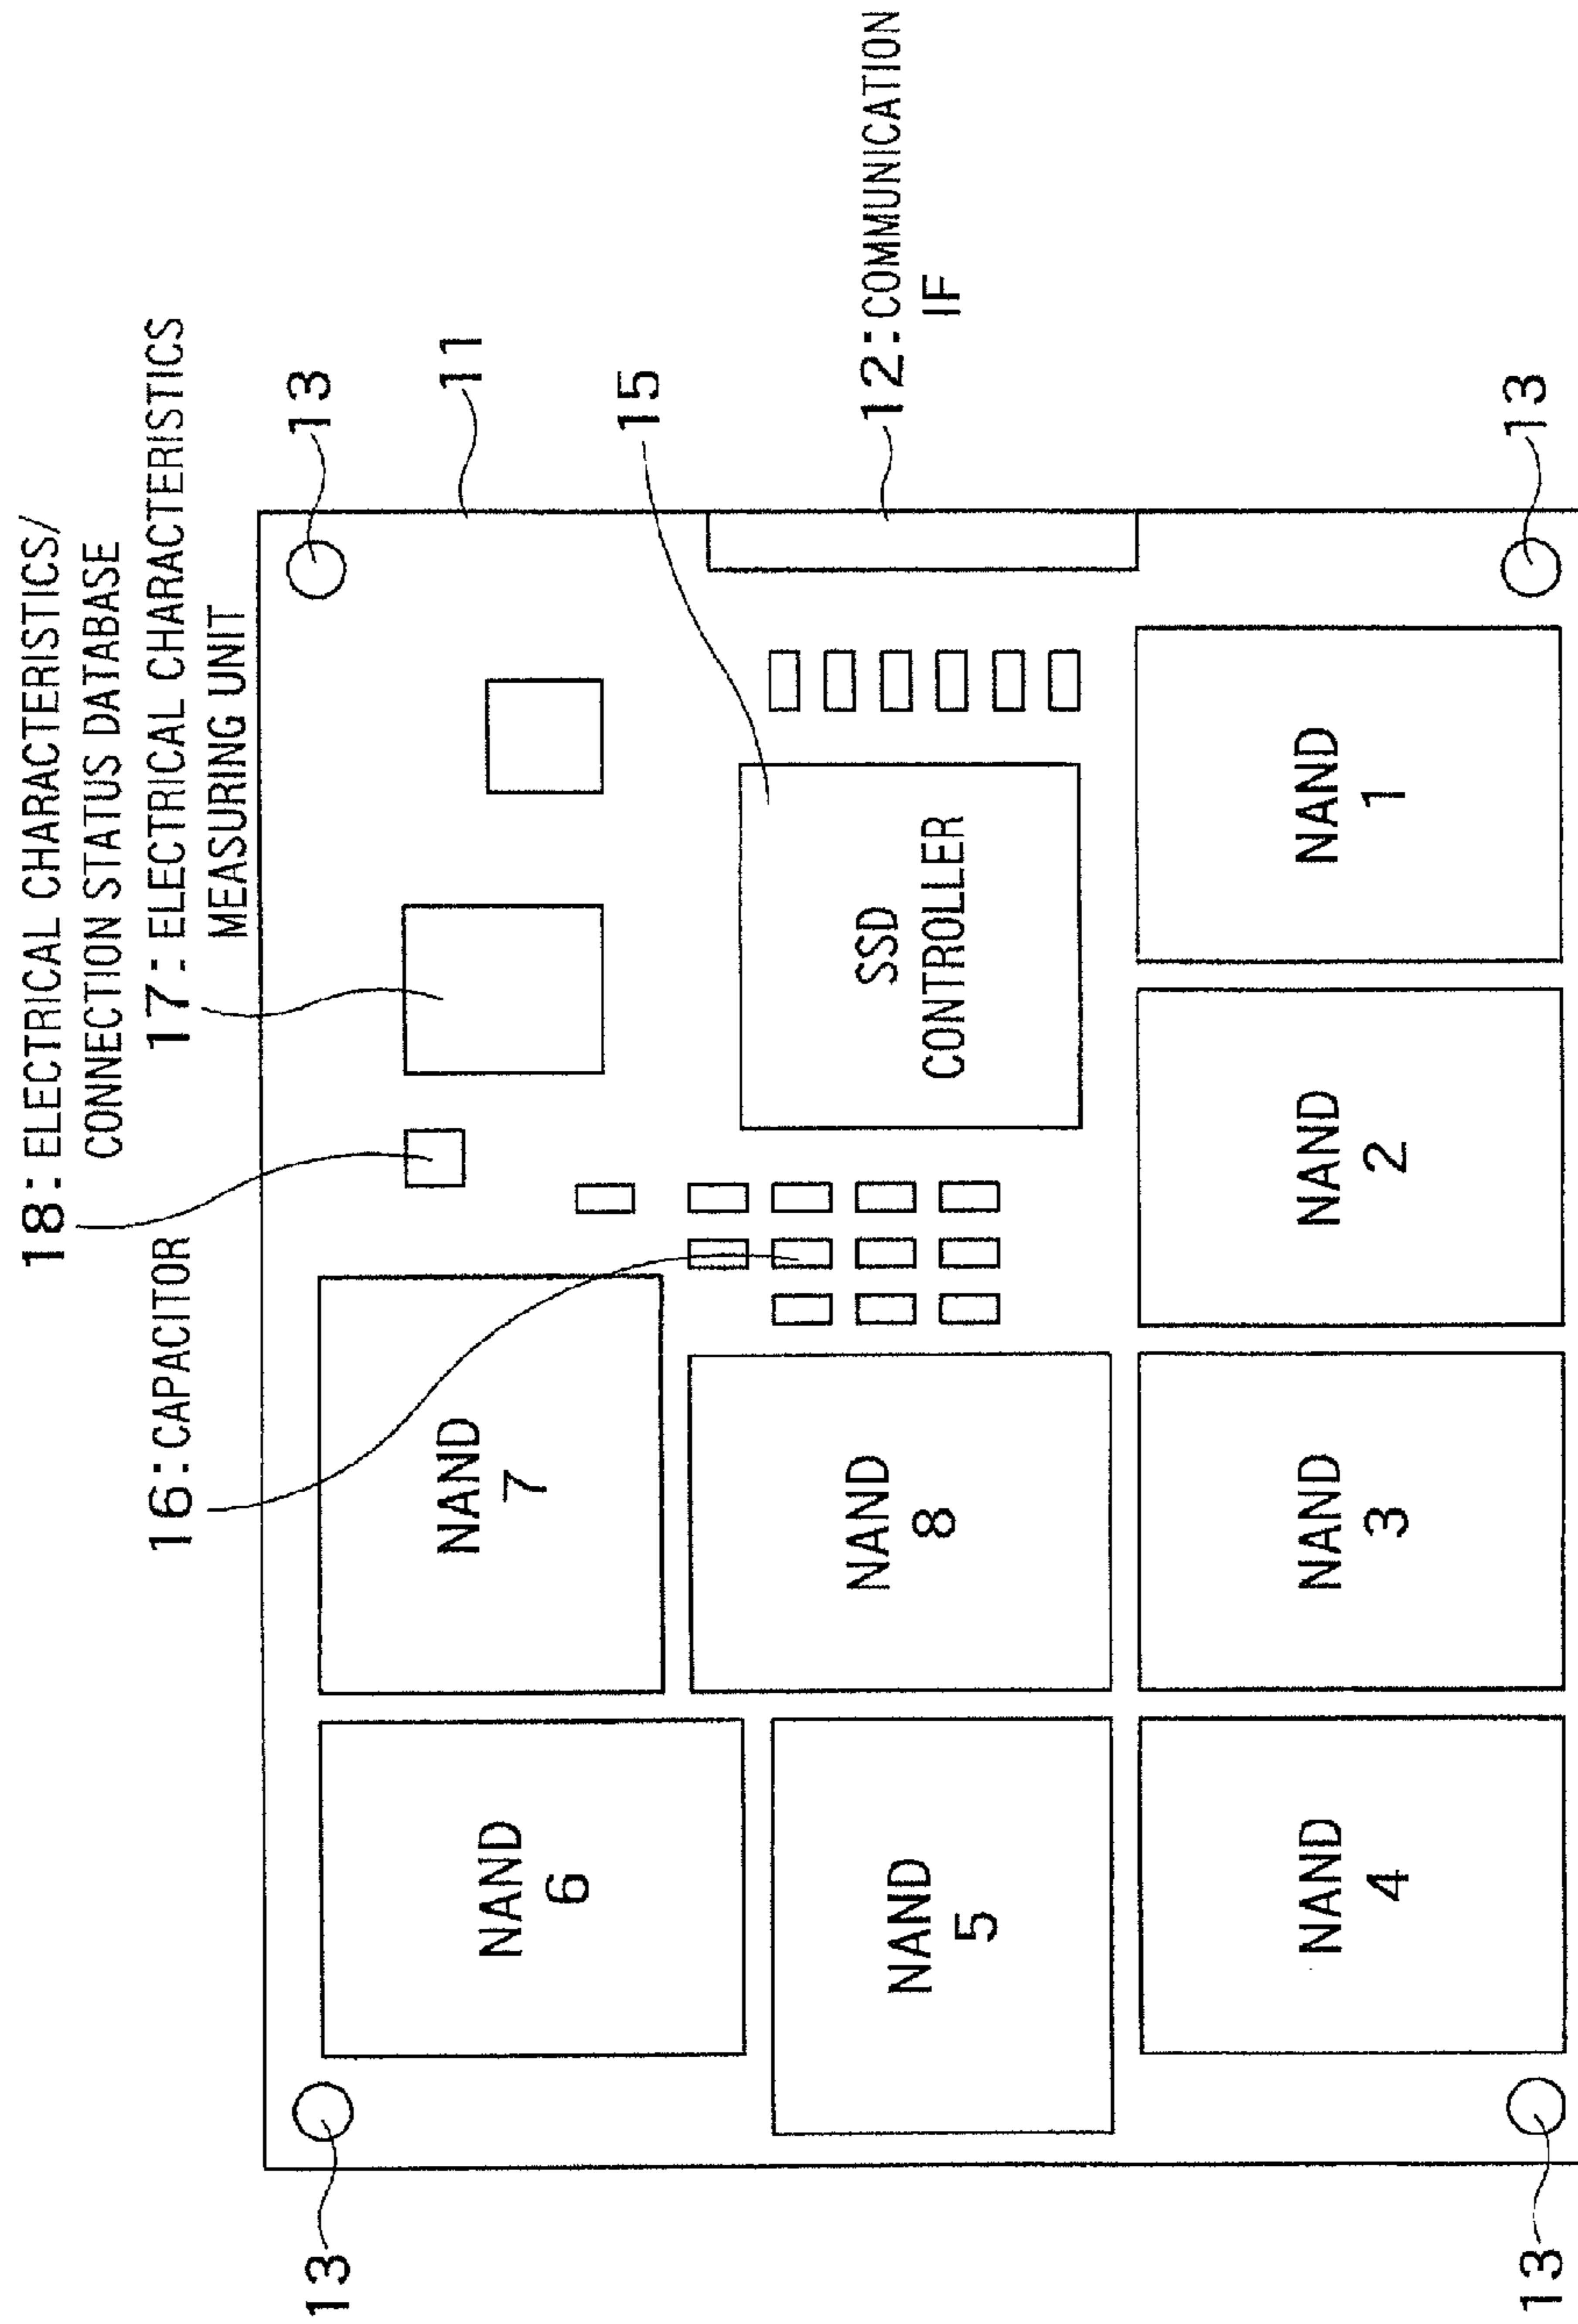 18: ELECTRICAL CHARACTERISTICS/
CONNECTION STATUS DATABASE
17: ELECTRICAL CHARACTERISTICS
MEASURING UNIT
16: CAPACITOR
13
13
11
15
12: COMMUNICATION
IF
13
13
NAND
6
NAND
7
NAND
5
NAND
8
SSD
CONTROLLER
NAND
4
NAND
3
NAND
2
NAND
1